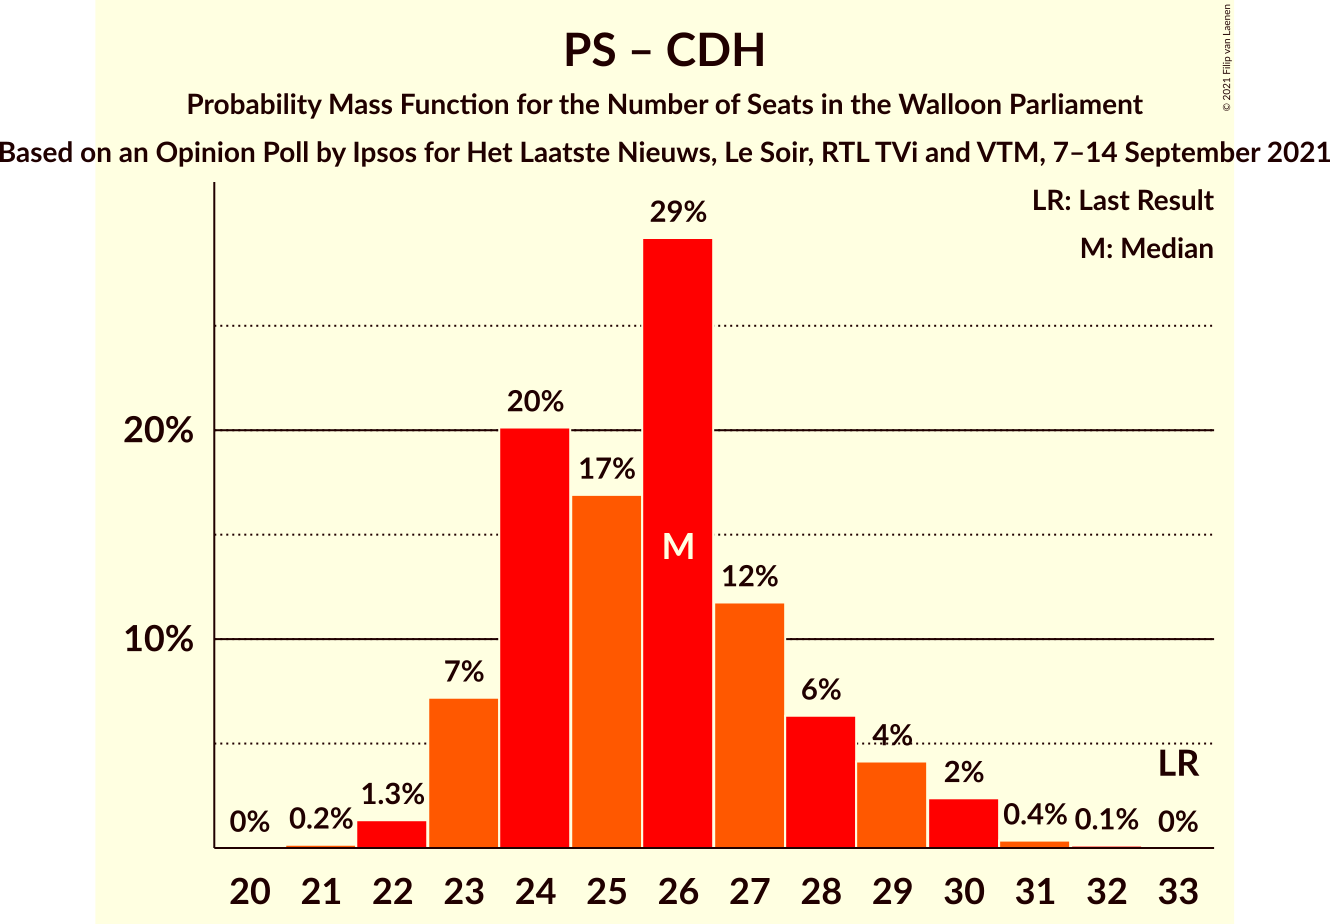 PS – CDH
Probability Mass Function for the Number of Seats in the Walloon Parliament
Based on an Opinion Poll by Ipsos for Het Laatste Nieuws, Le Soir, RTL TVi and VTM, 7–14 September 2021
© 2021 Filip van Laenen
LR: Last Result
M: Median
29%
20%
20%
17%
M
12%
10%
7%
6%
4%
LR
2%
1.3%
0% 0.2% 0.4% 0.1% 0%
20 21 22 23 24 25 26 27 28 29 30 31 32 33